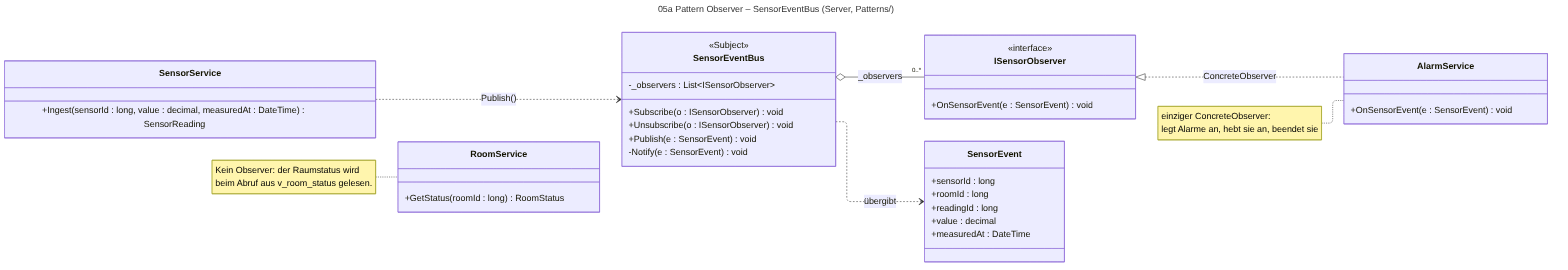 05a Pattern Observer – SensorEventBus (Server, Patterns/)
SensorService
+Ingest(sensorId : long, value : decimal, measuredAt : DateTime) :
SensorReading
Publish()
«Subject»
SensorEventBus
-_observers : List<ISensorObserver>
+Subscribe(o : ISensorObserver) : void
+Unsubscribe(o : ISensorObserver) : void
+Publish(e : SensorEvent) : void
-Notify(e : SensorEvent) : void
_observers
0..*
«interface»
ISensorObserver
+OnSensorEvent(e : SensorEvent) : void
ConcreteObserver
AlarmService
+OnSensorEvent(e : SensorEvent) : void
einziger ConcreteObserver:
legt Alarme an, hebt sie an, beendet sie
Kein Observer: der Raumstatus wird
beim Abruf aus v_room_status gelesen.
RoomService
+GetStatus(roomId : long) : RoomStatus
übergibt
SensorEvent
+sensorId : long
+roomId : long
+readingId : long
+value : decimal
+measuredAt : DateTime